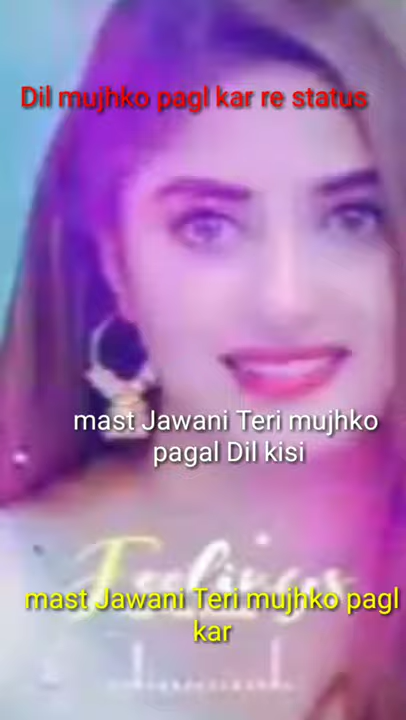 Dil mujhko pagl kar re status
mast Jawani Teri mujhko
pagal Dil kisi
Feelings
mast Jawani Teri mujhko pagl
kar